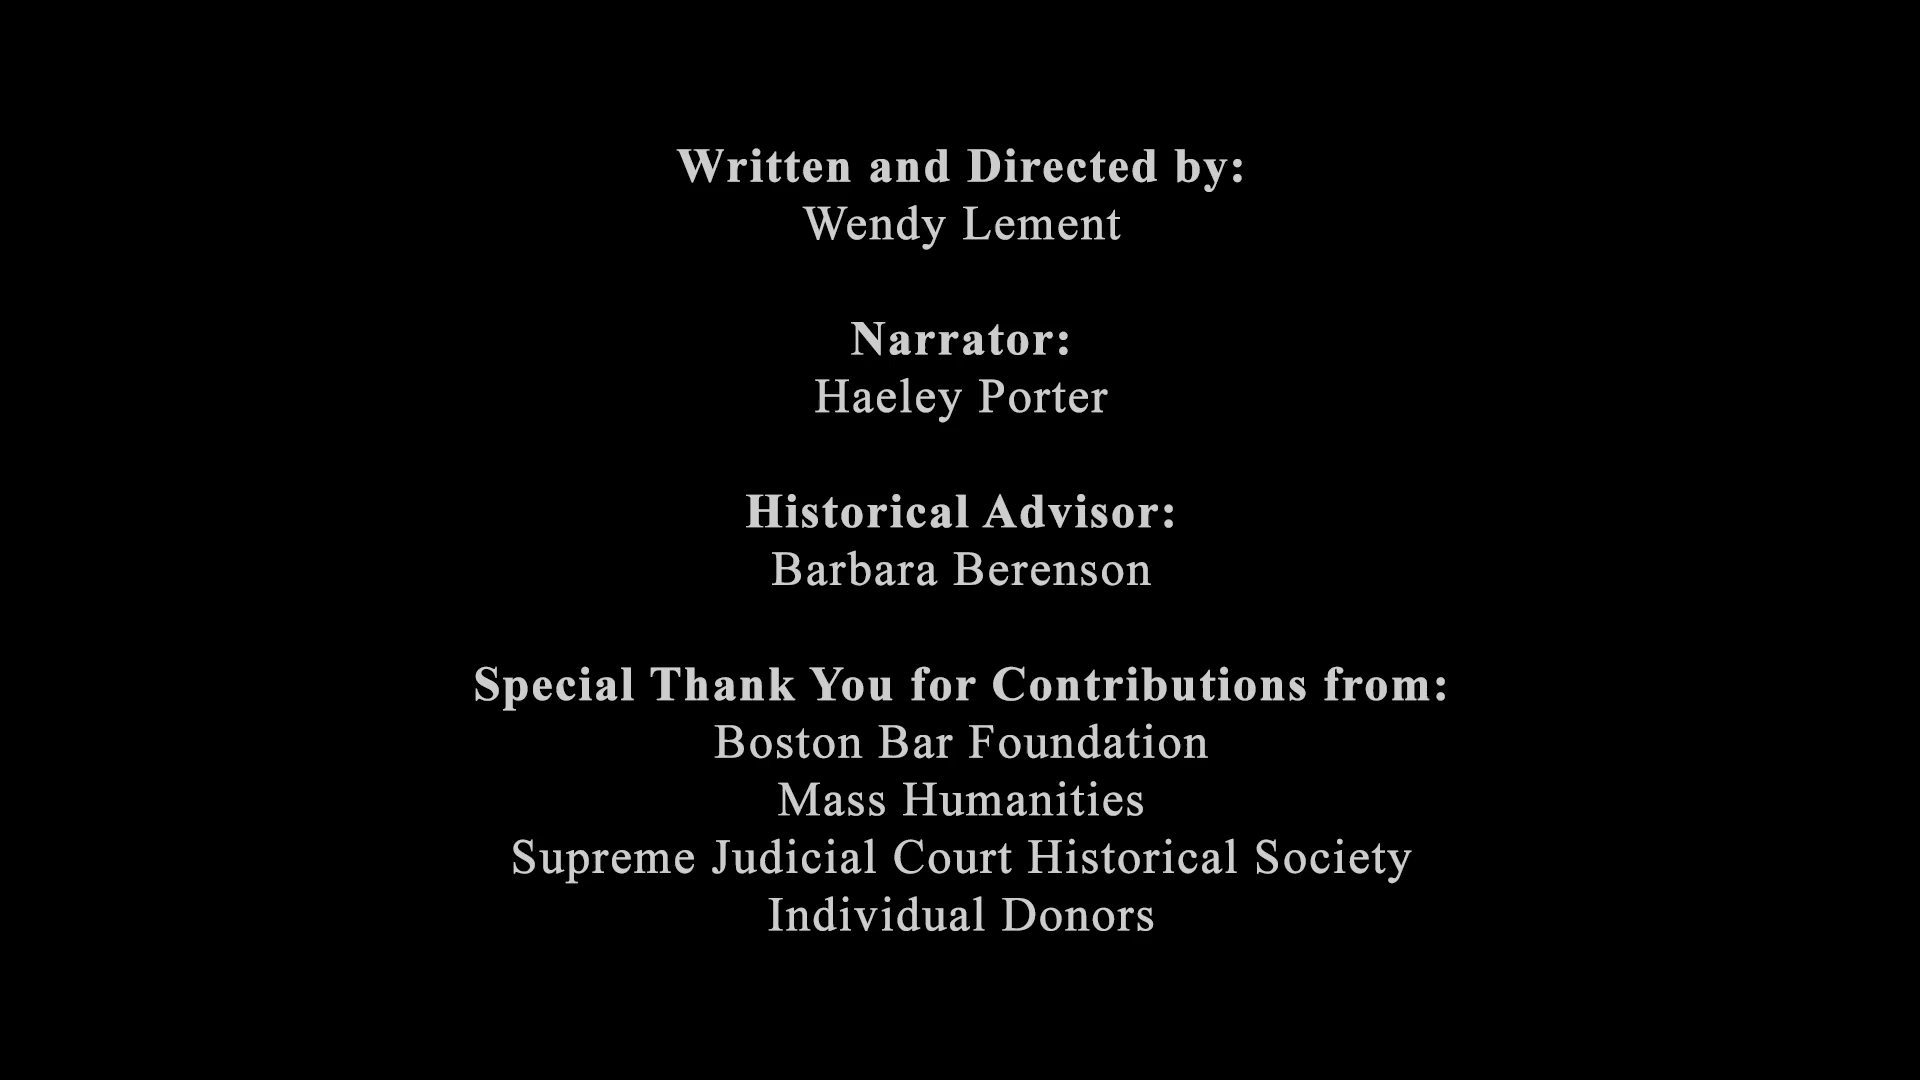 Written and Directed by:
Wendy Lement
Narrator:
Haeley Porter
Historical Advisor:
Barbara Berenson
Special Thank You for Contributions from:
Boston Bar Foundation
Mass Humanities
Supreme Judicial Court Historical Society
Individual Donors